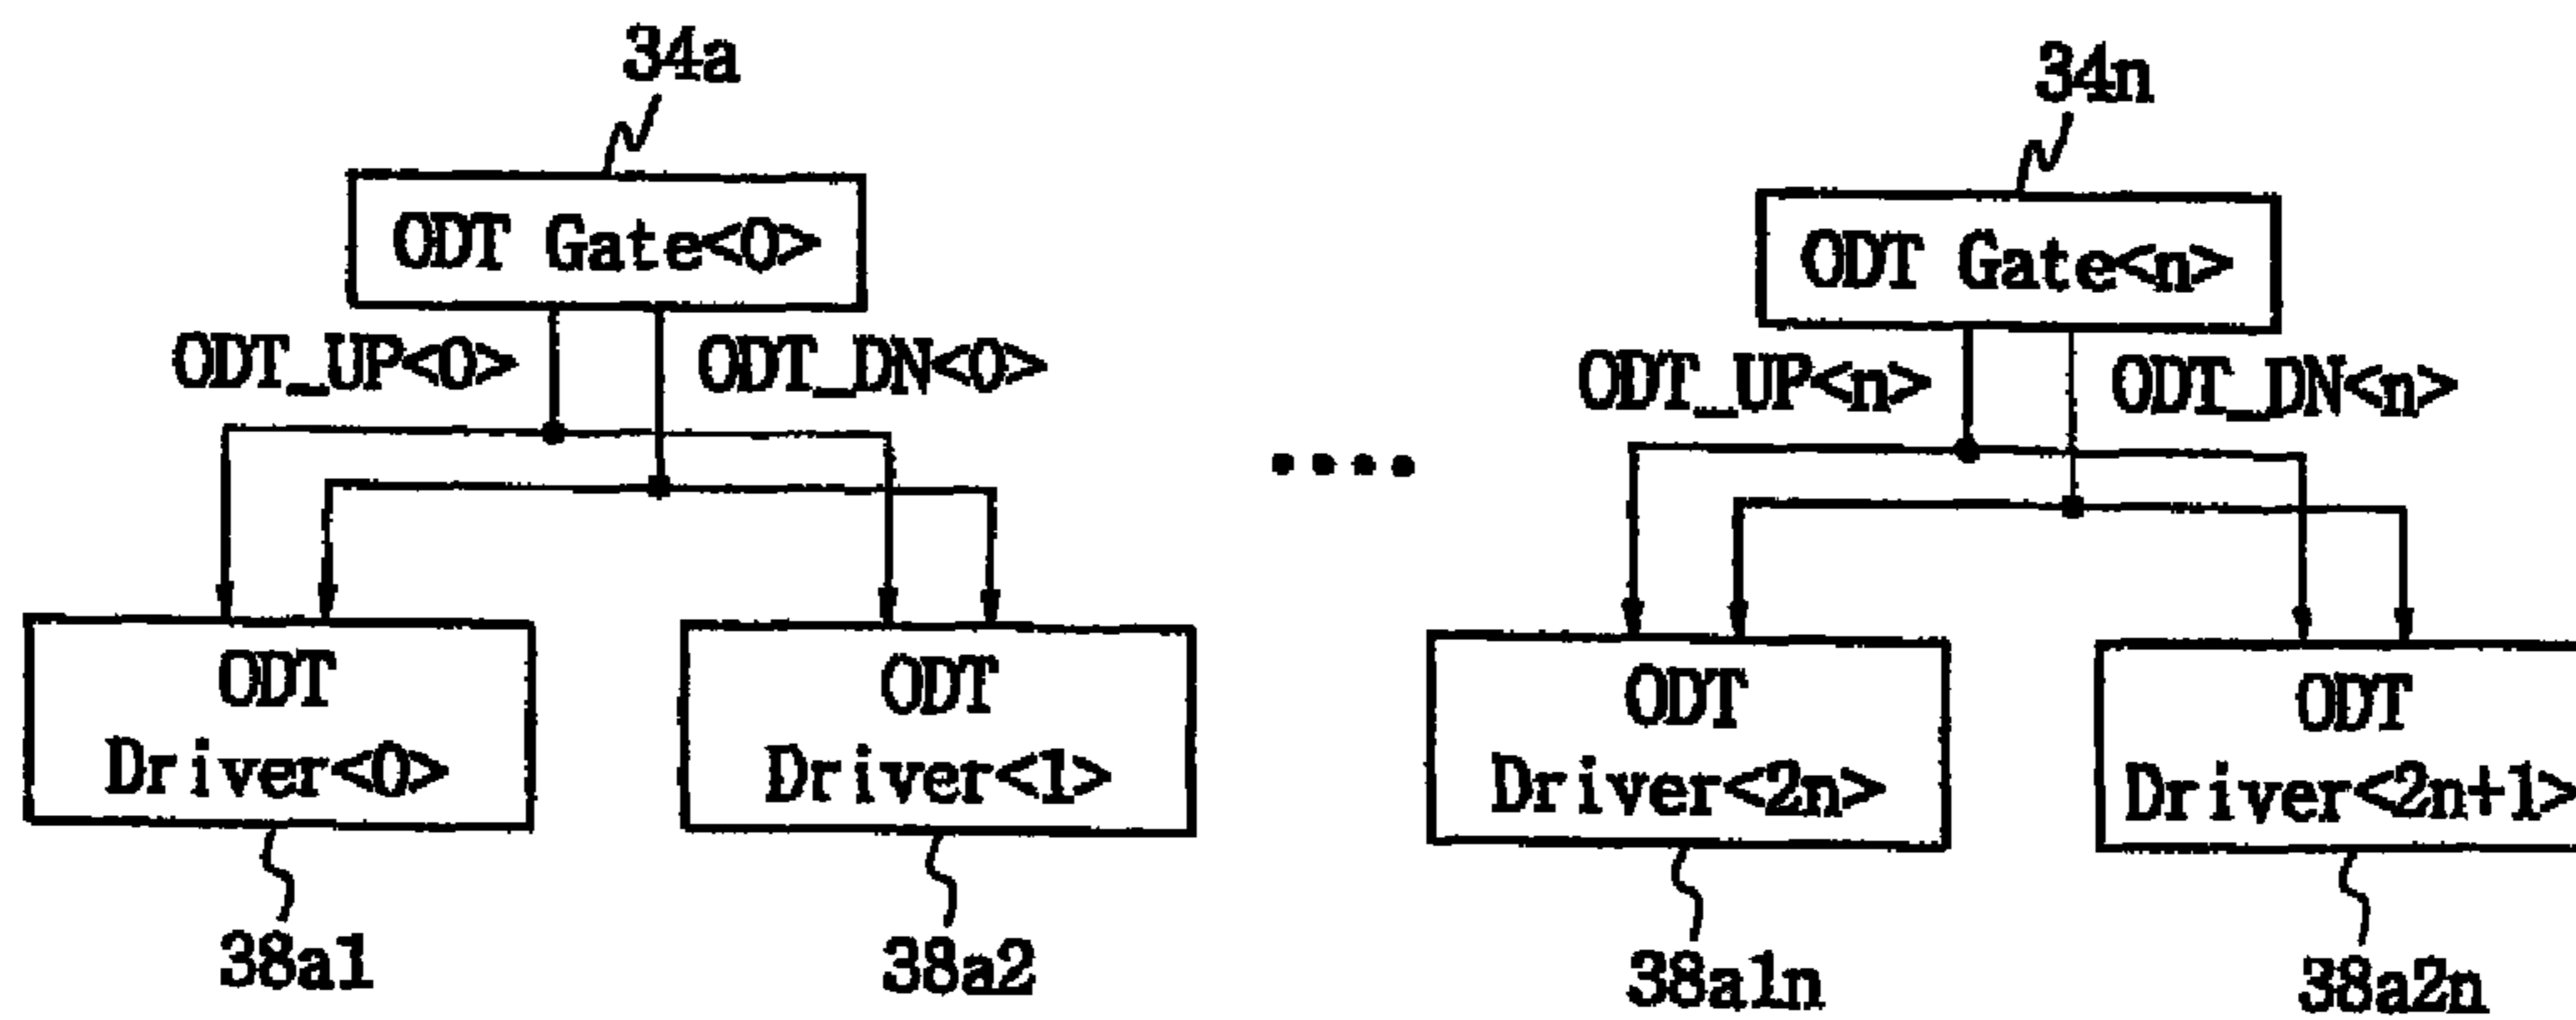 34a
34n
ODT Gate<0>
ODT Gate<n>
ODT_UP<0>
ODT_DN<0>
ODT_UP<n>
ODT_DN<n>
ODT
Driver<0>
ODT
Driver<1>
ODT
Driver<2n>
ODT
Driver<2n+1>
38a1
38a2
38a1n
38a2n